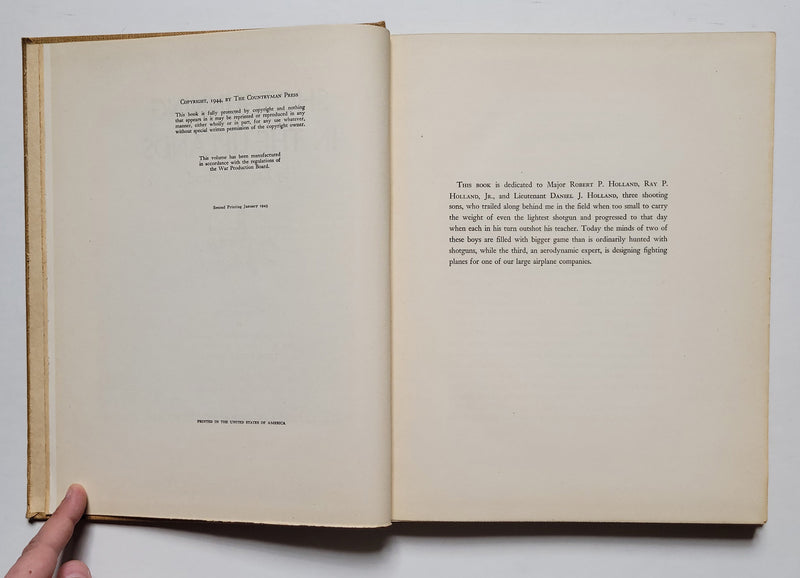 Copyright, 1944, by The Countryman Press
This book is fully protected by copyright and nothing
that appears in it may be reprinted or reproduced in any
manner, either wholly or in part, for any use whatever,
without special written permission of the copyright owner.
This volume has been manufactured
in accordance with the regulations of
the War Production Board.
Second Printing January 1945
PRINTED IN THE UNITED STATES OF AMERICA
This book is dedicated to Major Robert P. Holland, Ray P.
Holland, Jr., and Lieutenant Daniel J. Holland, three shooting
sons, who trailed along behind me in the field when too small to carry
the weight of even the lightest shotgun and progressed to that day
when each in his turn outshot his teacher. Today the minds of two of
these boys are filled with bigger game than is ordinarily hunted with
shotguns, while the third, an aerodynamic expert, is designing fighting
planes for one of our large airplane companies.